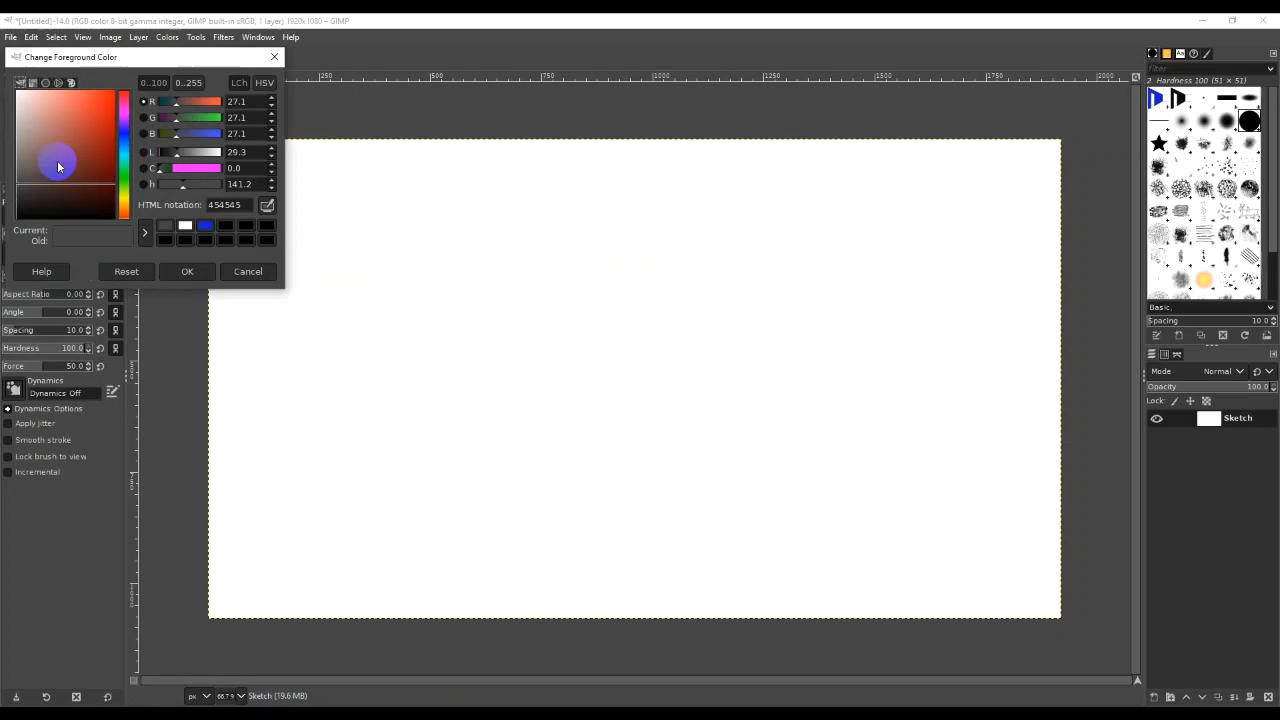 *[Untitled]-14.0 (RGB color 8-bit gamma integer, GIMP built-in sRGB, 1 layer) 1920x1080 – GIMP
File Edit Select View Image Layer Colors Tools Filters Windows Help
Change Foreground Color
0..100 0..255 LCh HSV
R 27.1
G 27.1
B 27.1
L 29.3
C 0.0
h 141.2
HTML notation: 454545
Current:
Old:
Help Reset OK Cancel
Aspect Ratio 0.00
Angle 0.00
Spacing 10.0
Hardness 100.0
Force 50.0
Dynamics
Dynamics Off
Dynamics Options
Apply Jitter
Smooth stroke
Lock brush to view
Incremental
250 500 750 1000 1250 1500 1750 2000
px 66.7 Sketch (19.6 MB)
Aa
filter
2. Hardness 100 (51 × 51)
Basic,
Spacing 10.0
Mode Normal
Opacity 100.0
Lock:
Sketch